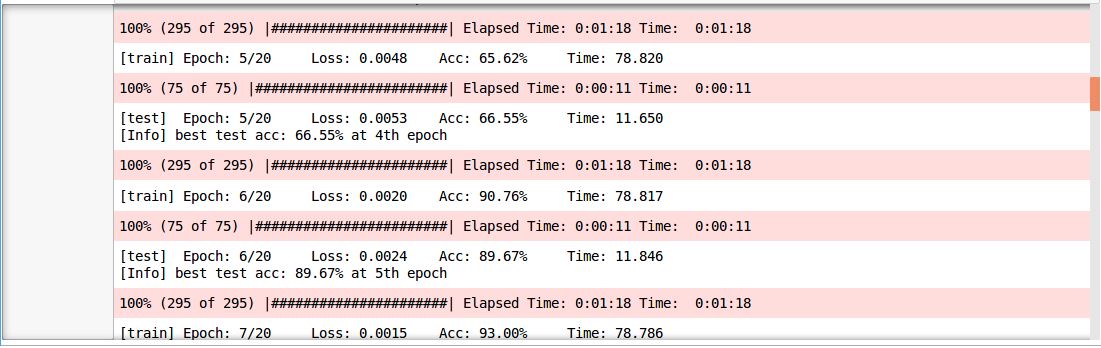 100% (295 of 295) |######################| Elapsed Time: 0:01:18 Time:  0:01:18
[train] Epoch: 5/20     Loss: 0.0048    Acc: 65.62%     Time: 78.820
100% (75 of 75) |########################| Elapsed Time: 0:00:11 Time:  0:00:11
[test]  Epoch: 5/20     Loss: 0.0053    Acc: 66.55%     Time: 11.650
[Info] best test acc: 66.55% at 4th epoch
100% (295 of 295) |######################| Elapsed Time: 0:01:18 Time:  0:01:18
[train] Epoch: 6/20     Loss: 0.0020    Acc: 90.76%     Time: 78.817
100% (75 of 75) |########################| Elapsed Time: 0:00:11 Time:  0:00:11
[test]  Epoch: 6/20     Loss: 0.0024    Acc: 89.67%     Time: 11.846
[Info] best test acc: 89.67% at 5th epoch
100% (295 of 295) |######################| Elapsed Time: 0:01:18 Time:  0:01:18
[train] Epoch: 7/20     Loss: 0.0015    Acc: 93.00%     Time: 78.786